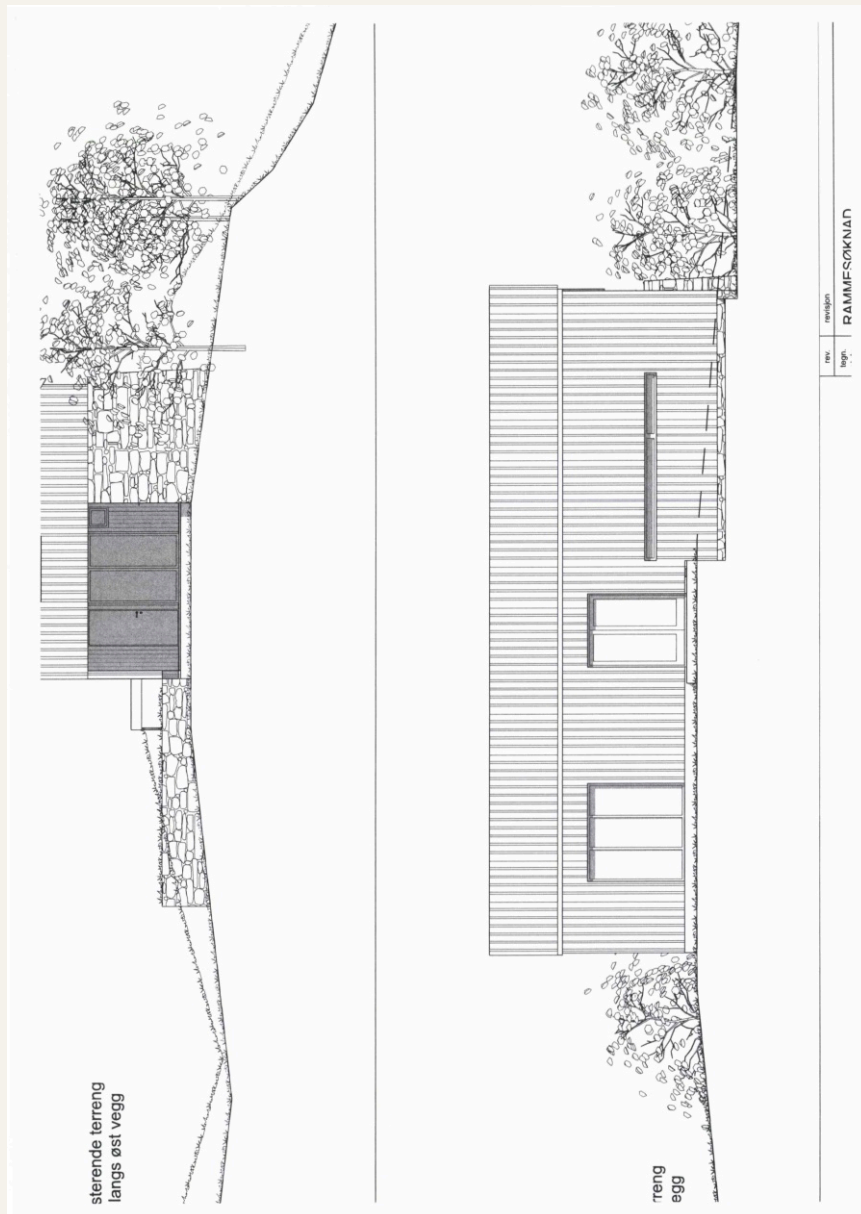 sterende terreng
langs øst vegg
rreng
egg
rev.
revisjon
tegn.
RAMMESØKNAD